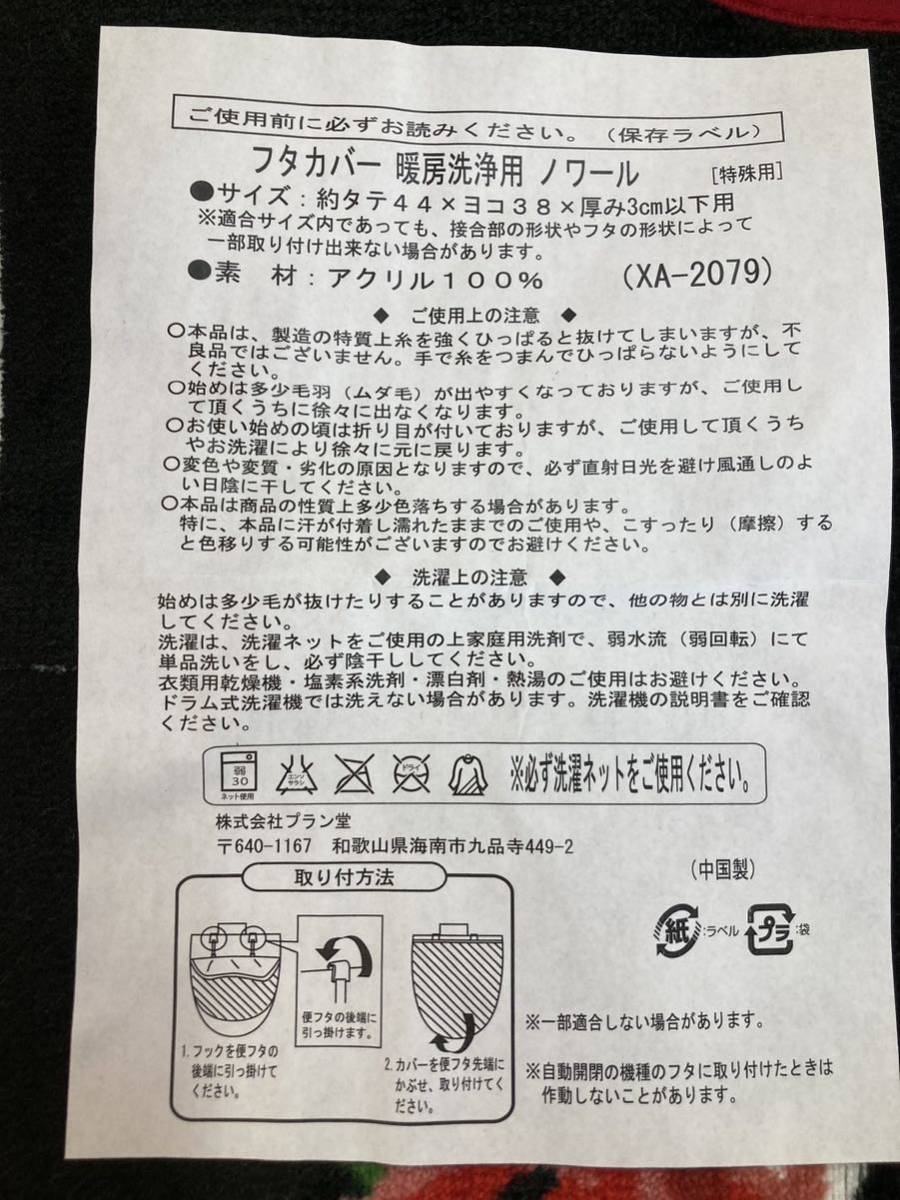 ご使用前に必ずお読みください。（保存ラベル）
フタカバー 暖房洗浄用 ノワール [特殊用]
●サイズ：約タテ４４×ヨコ３８×厚み3cm以下用
※適合サイズ内であっても、接合部の形状やフタの形状によって
一部取り付け出来ない場合があります。
●素　材：アクリル１００％ （XA-2079）
◆ ご使用上の注意 ◆
○本品は、製造の特質上糸を強くひっぱると抜けてしまいますが、不
良品ではございません。手で糸をつまんでひっぱらないようにして
ください。
○始めは多少毛羽（ムダ毛）が出やすくなっておりますが、ご使用し
て頂くうちに徐々に出なくなります。
○お使い始めの頃は折り目が付いておりますが、ご使用して頂くうち
やお洗濯により徐々に元に戻ります。
○変色や変質・劣化の原因となりますので、必ず直射日光を避け風通しのよ
い日陰に干してください。
○本品は商品の性質上多少色落ちする場合があります。
特に、本品に汗が付着し濡れたままでのご使用や、こすったり（摩擦）する
と色移りする可能性がございますのでお避けください。
◆ 洗濯上の注意 ◆
始めは多少毛が抜けたりすることがありますので、他の物とは別に洗濯
してください。
洗濯は、洗濯ネットをご使用の上家庭用洗剤で、弱水流（弱回転）にて
単品洗いをし、必ず陰干ししてください。
衣類用乾燥機・塩素系洗剤・漂白剤・熱湯のご使用はお避けください。
ドラム式洗濯機では洗えない場合があります。洗濯機の説明書をご確認
ください。
弱
30
ネット使用
エンソ
サラシ
ドライ
※必ず洗濯ネットをご使用ください。
株式会社プラン堂
〒640-1167　和歌山県海南市九品寺449-2
（中国製）
取り付方法
便フタの後端に
引っ掛けます。
1.フックを便フタの
後端に引っ掛けて
ください。
2.カバーを便フタ先端に
かぶせ、取り付けてく
ださい。
紙：ラベル プラ：袋
※一部適合しない場合があります。
※自動開閉の機種のフタに取り付けたときは
作動しないことがあります。